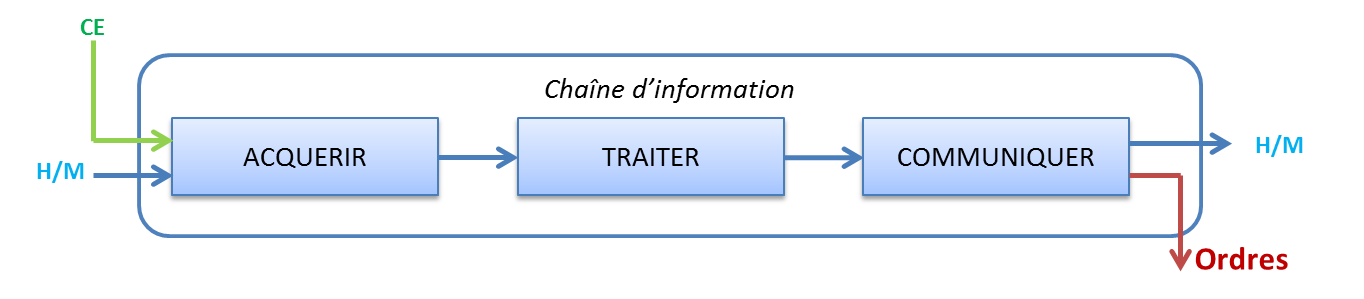 CE
Chaîne d’information
H/M
ACQUERIR
TRAITER
COMMUNIQUER
H/M
Ordres